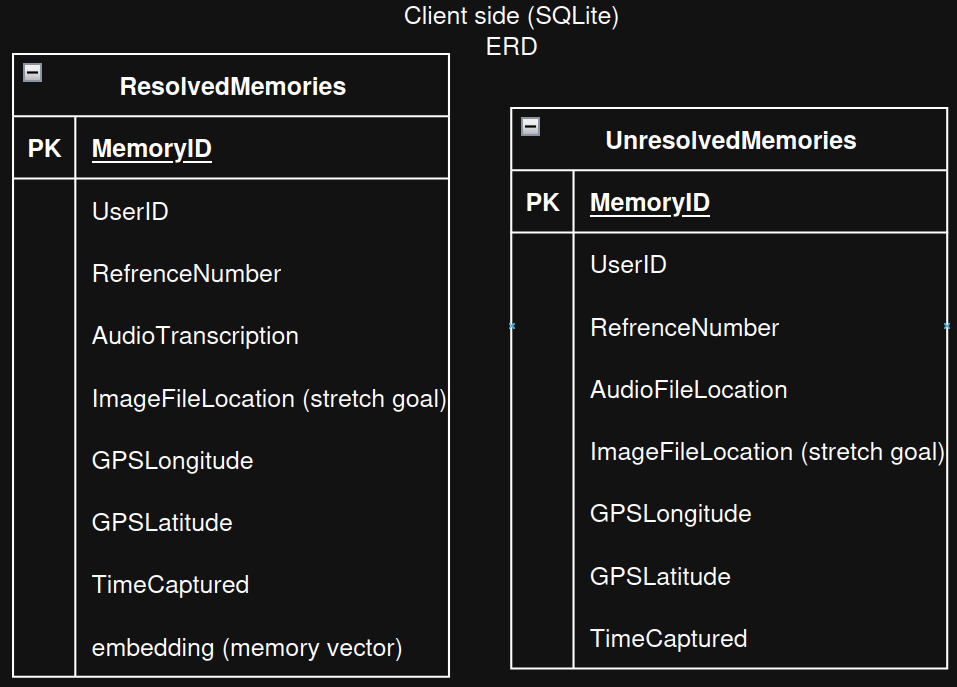 Client side (SQLite)
ERD
ResolvedMemories
PK MemoryID
UserID
RefrenceNumber
AudioTranscription
ImageFileLocation (stretch goal)
GPSLongitude
GPSLatitude
TimeCaptured
embedding (memory vector)
UnresolvedMemories
PK MemoryID
UserID
RefrenceNumber
AudioFileLocation
ImageFileLocation (stretch goal)
GPSLongitude
GPSLatitude
TimeCaptured